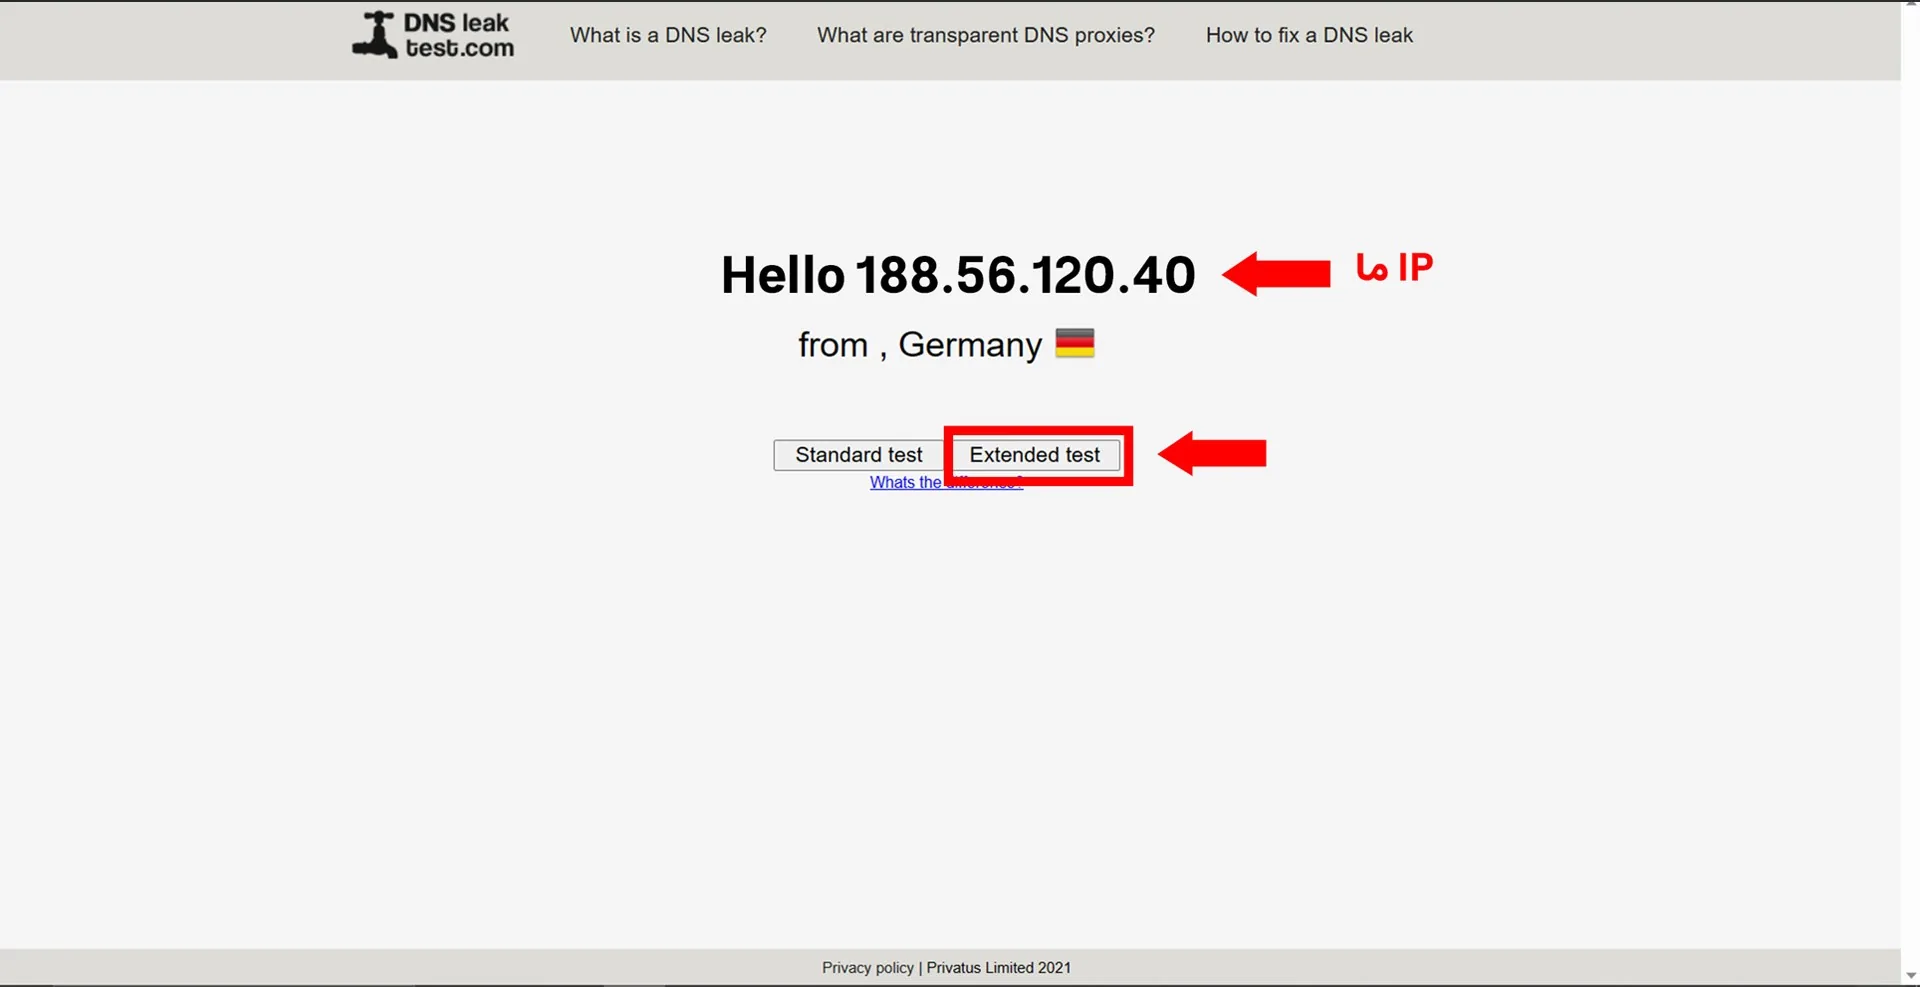 DNS leak
test.com
What is a DNS leak?
What are transparent DNS proxies?
How to fix a DNS leak
Hello 188.56.120.40
IP ما
from , Germany
Standard test
Extended test
Whats the difference?
Privacy policy | Privatus Limited 2021